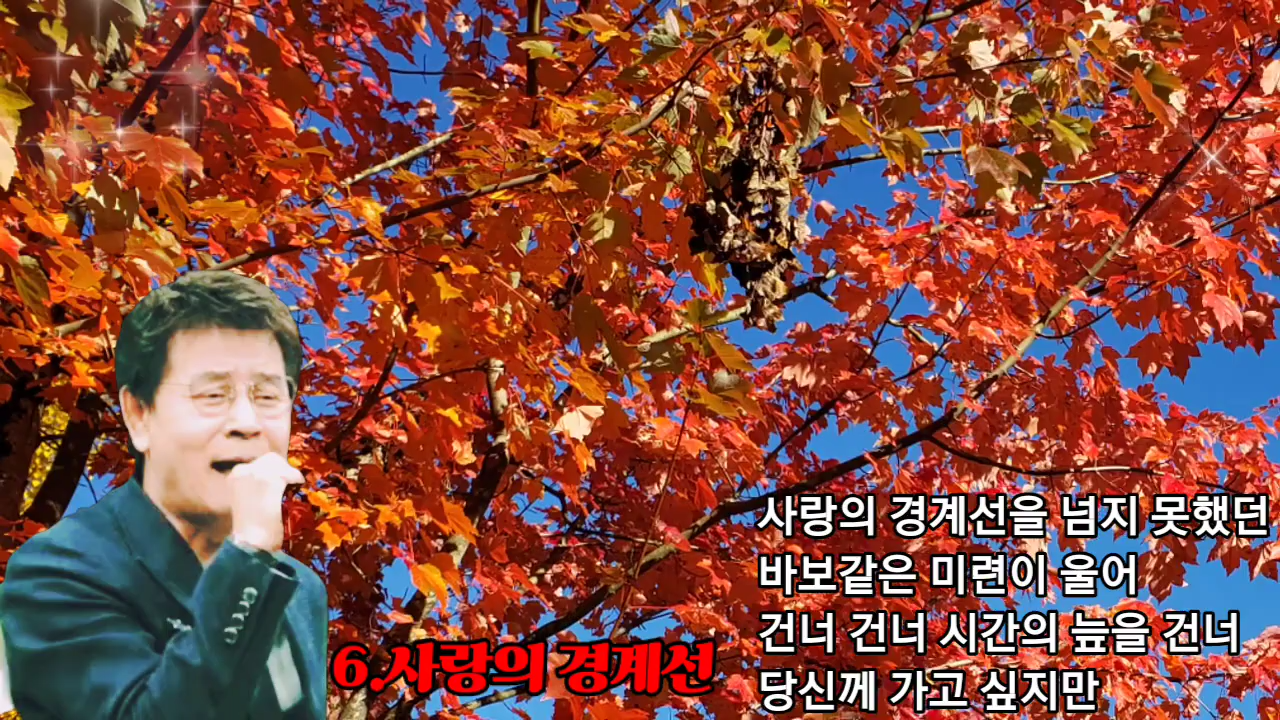 사랑의 경계선을 넘지 못했던
바보같은 미련이 울어
건너 건너 시간의 늪을 건너
당신께 가고 싶지만
6.사랑의 경계선